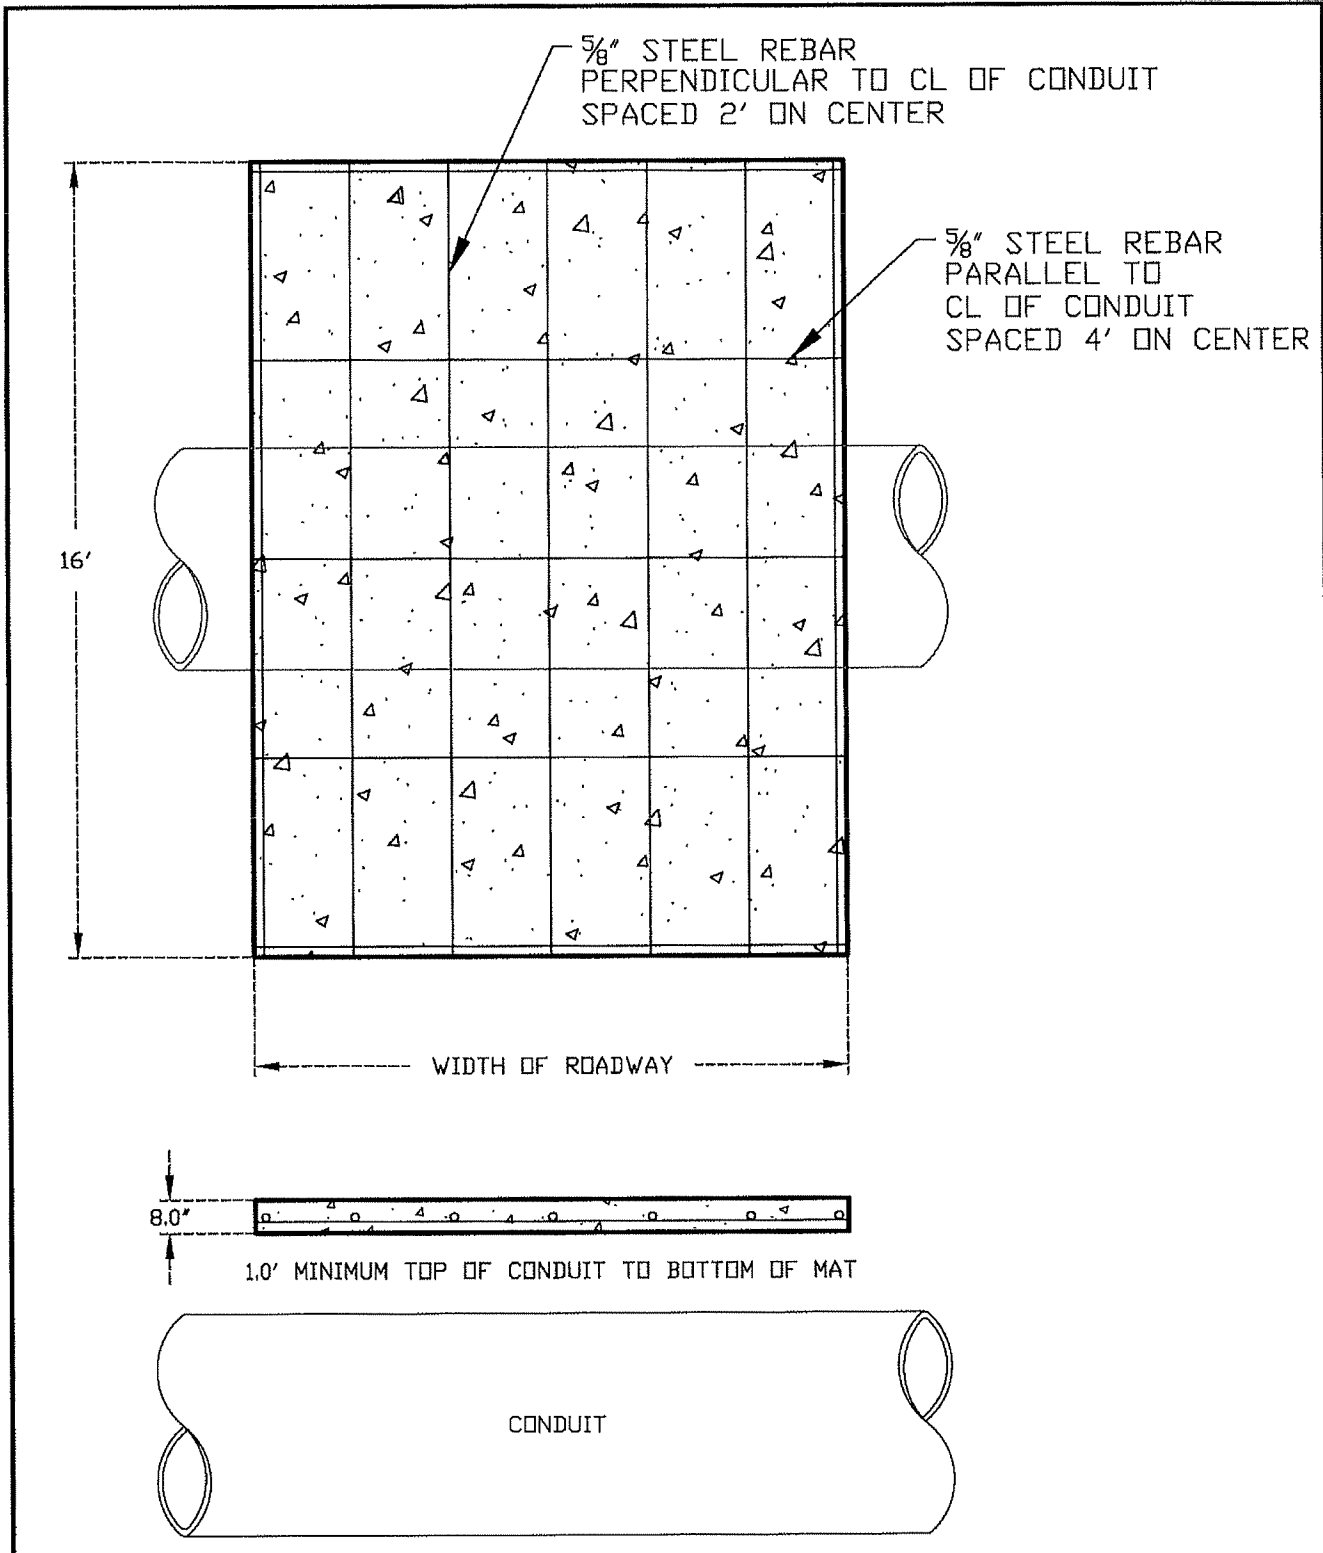 5/8" STEEL REBAR
PERPENDICULAR TO CL OF CONDUIT
SPACED 2' ON CENTER
5/8" STEEL REBAR
PARALLEL TO
CL OF CONDUIT
SPACED 4' ON CENTER
16'
WIDTH OF ROADWAY
8.0"
1.0' MINIMUM TOP OF CONDUIT TO BOTTOM OF MAT
CONDUIT